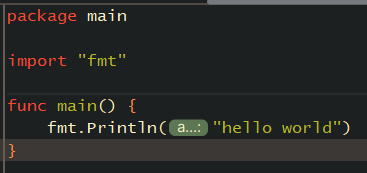 package main
import "fmt"
func main() {
    fmt.Println( a...: "hello world")
}